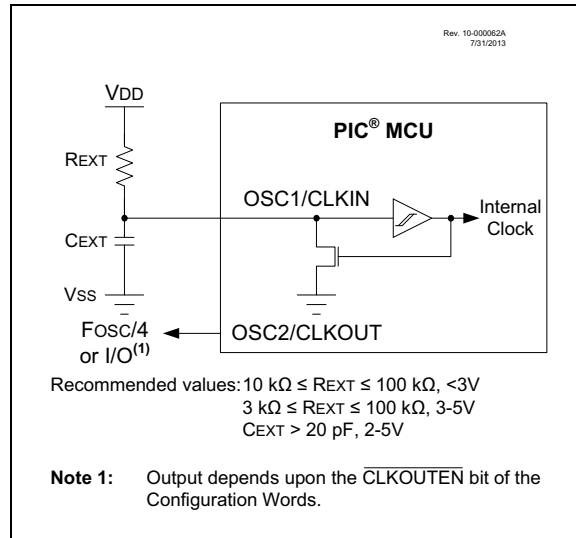 Rev. 10-000062A
7/31/2013
VDD
PIC® MCU
REXT
OSC1/CLKIN
Internal
Clock
CEXT
VSS
FOSC/4
or I/O(1)
OSC2/CLKOUT
Recommended values: 10 kΩ ≤ REXT ≤ 100 kΩ, <3V
3 kΩ ≤ REXT ≤ 100 kΩ, 3-5V
CEXT > 20 pF, 2-5V
Note 1: Output depends upon the CLKOUTEN bit of the
Configuration Words.